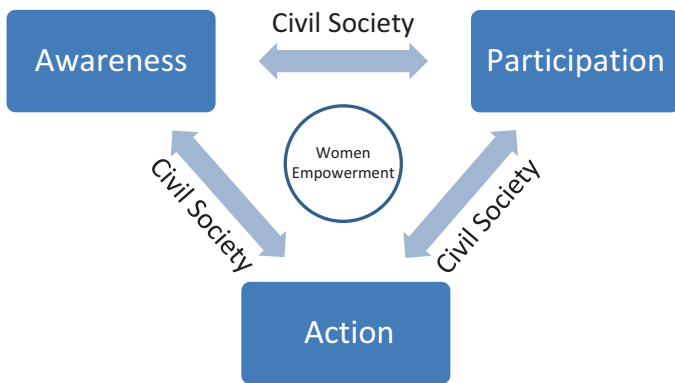 Civil Society
Awareness
Participation
Women
Empowerment
Civil Society
Civil Society
Action